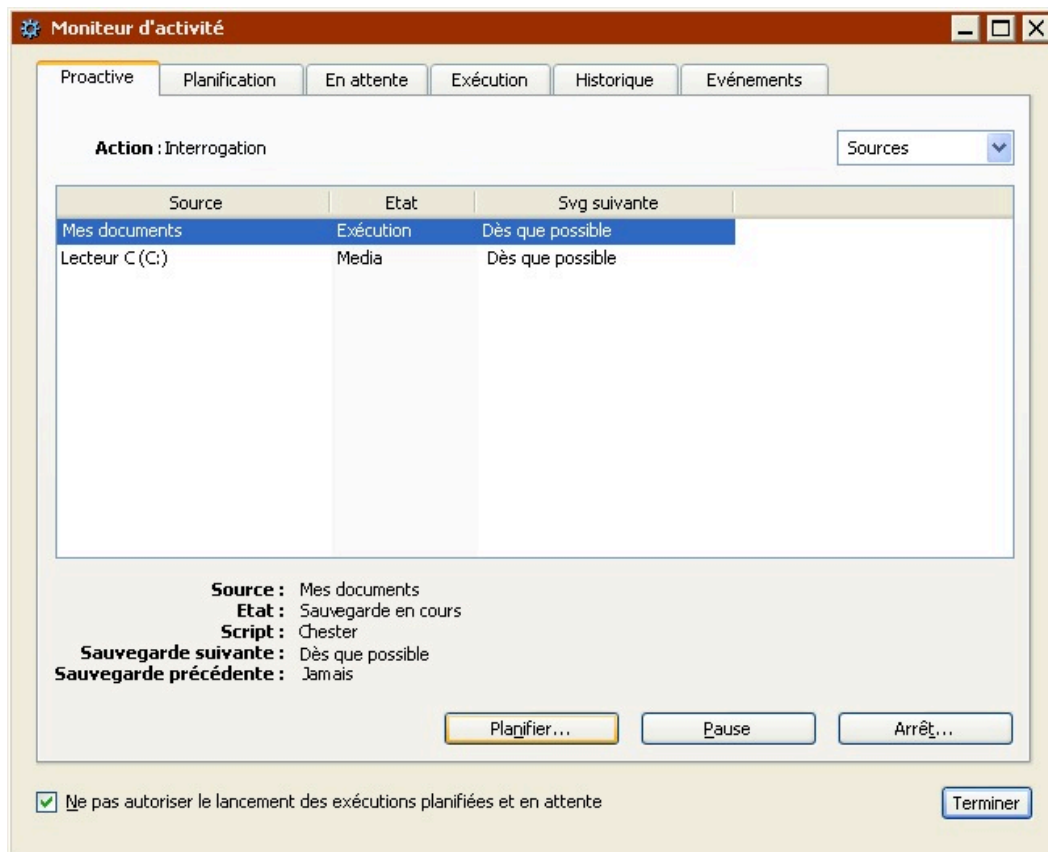 Moniteur d'activité
Proactive Planification En attente Exécution Historique Evénements
Action : Interrogation Sources
Source Etat Svg suivante
Mes documents Exécution Dès que possible
Lecteur C (C:) Media Dès que possible
Source : Mes documents
Etat : Sauvegarde en cours
Script : Chester
Sauvegarde suivante : Dès que possible
Sauvegarde précédente : Jamais
Planifier... Pause Arrêt...
Ne pas autoriser le lancement des exécutions planifiées et en attente Terminer